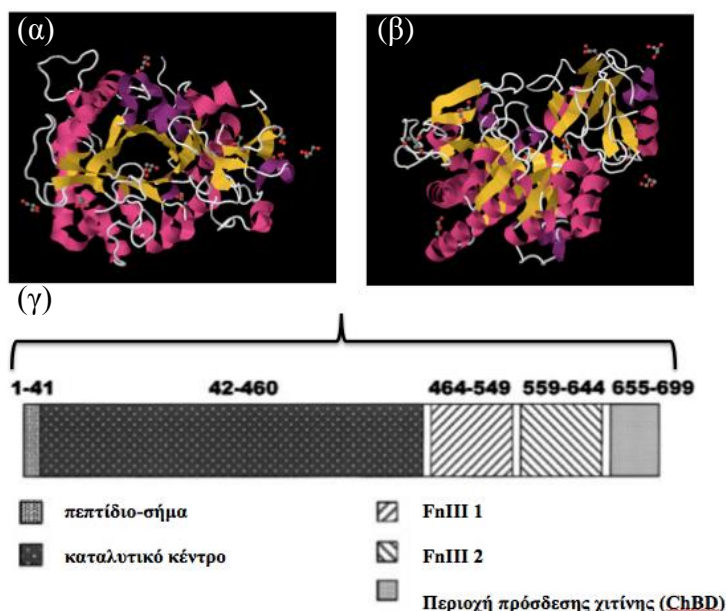 (α) (β)
(γ)
1-41 42-460 464-549 559-644 655-699
πεπτίδιο-σήμα FnIII 1
καταλυτικό κέντρο FnIII 2
Περιοχή πρόσδεσης χιτίνης (ChBD)